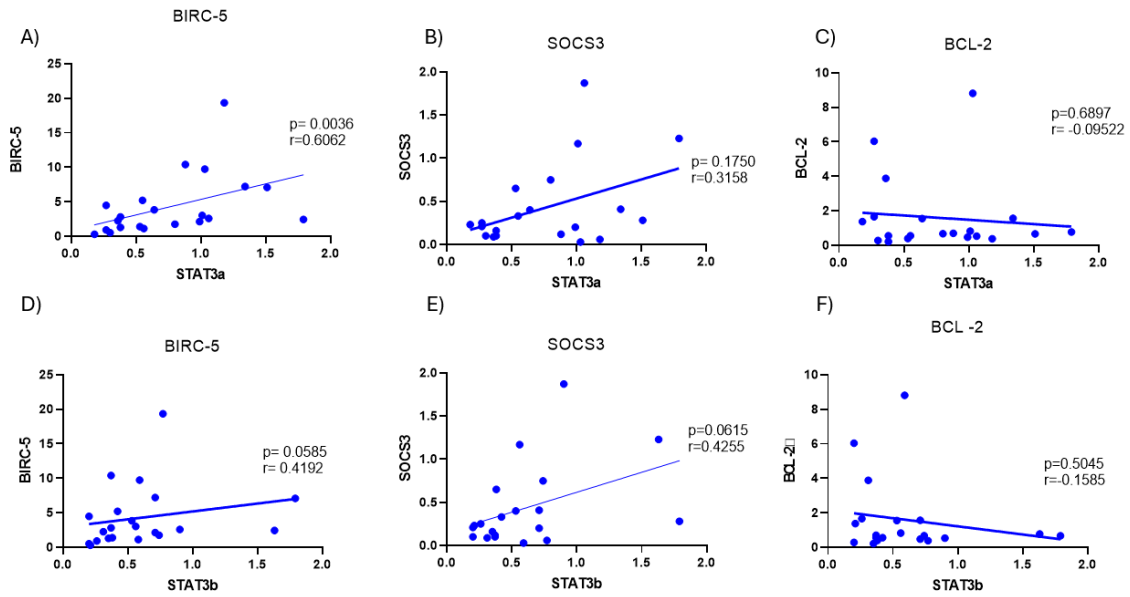 A)
BIRC-5
25
20
15
10
5
0
0.0 0.5 1.0 1.5 2.0
BIRC-5
STAT3a
p= 0.0036
r=0.6062
B)
SOCS3
2.0
1.5
1.0
0.5
0.0
0.0 0.5 1.0 1.5 2.0
SOCS3
STAT3a
p= 0.1750
r=0.3158
C)
BCL-2
10
8
6
4
2
0
0.0 0.5 1.0 1.5 2.0
BCL-2
STAT3a
p=0.6897
r= -0.09522
D)
BIRC-5
25
20
15
10
5
0
0.0 0.5 1.0 1.5 2.0
BIRC-5
STAT3b
p= 0.0585
r= 0.4192
E)
SOCS3
2.0
1.5
1.0
0.5
0.0
0.0 0.5 1.0 1.5 2.0
SOCS3
STAT3b
p=0.0615
r=0.4255
F)
BCL -2
10
8
6
4
2
0
0.0 0.5 1.0 1.5 2.0
BCL-2▯
STAT3b
p=0.5045
r=-0.1585